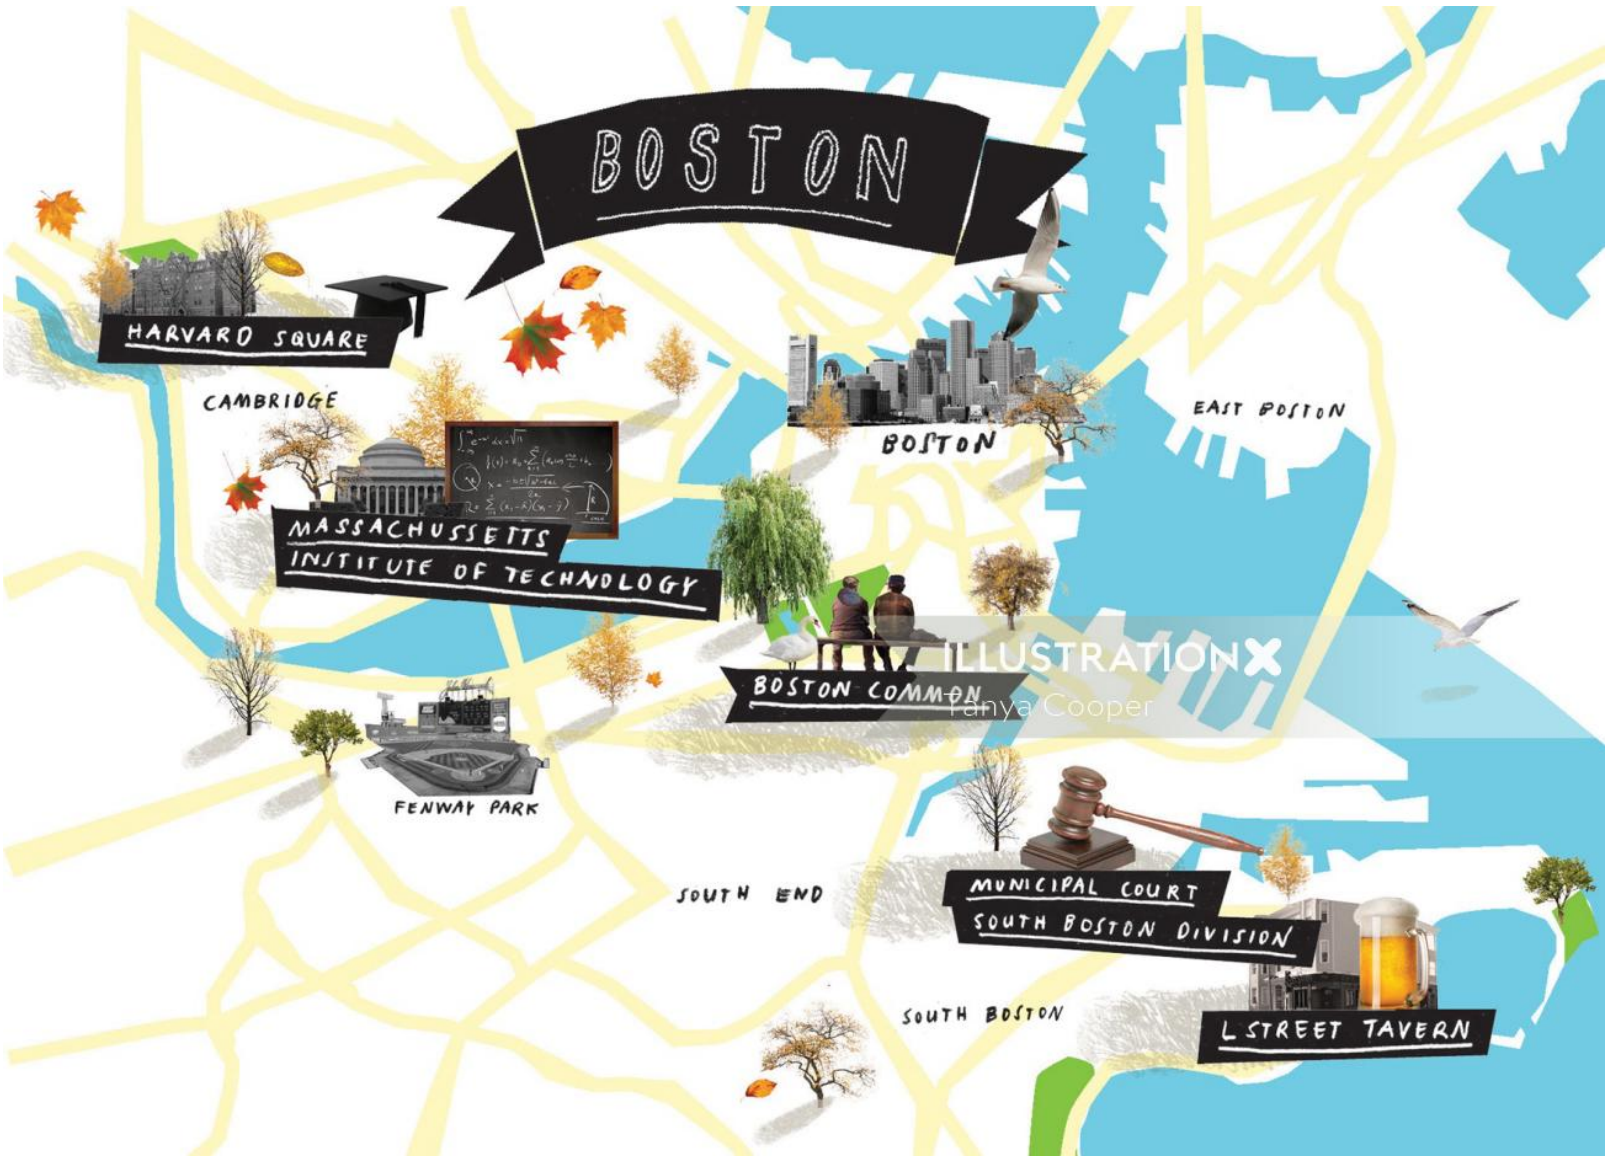 BOSTON
HARVARD SQUARE
CAMBRIDGE
EAST BOSTON
BOSTON
MASSACHUSSETTS
INSTITUTE OF TECHNOLOGY
ILLUSTRATIONX
Tanya Cooper
BOSTON COMMON
FENWAY PARK
SOUTH END
MUNICIPAL COURT
SOUTH BOSTON DIVISION
SOUTH BOSTON
L STREET TAVERN